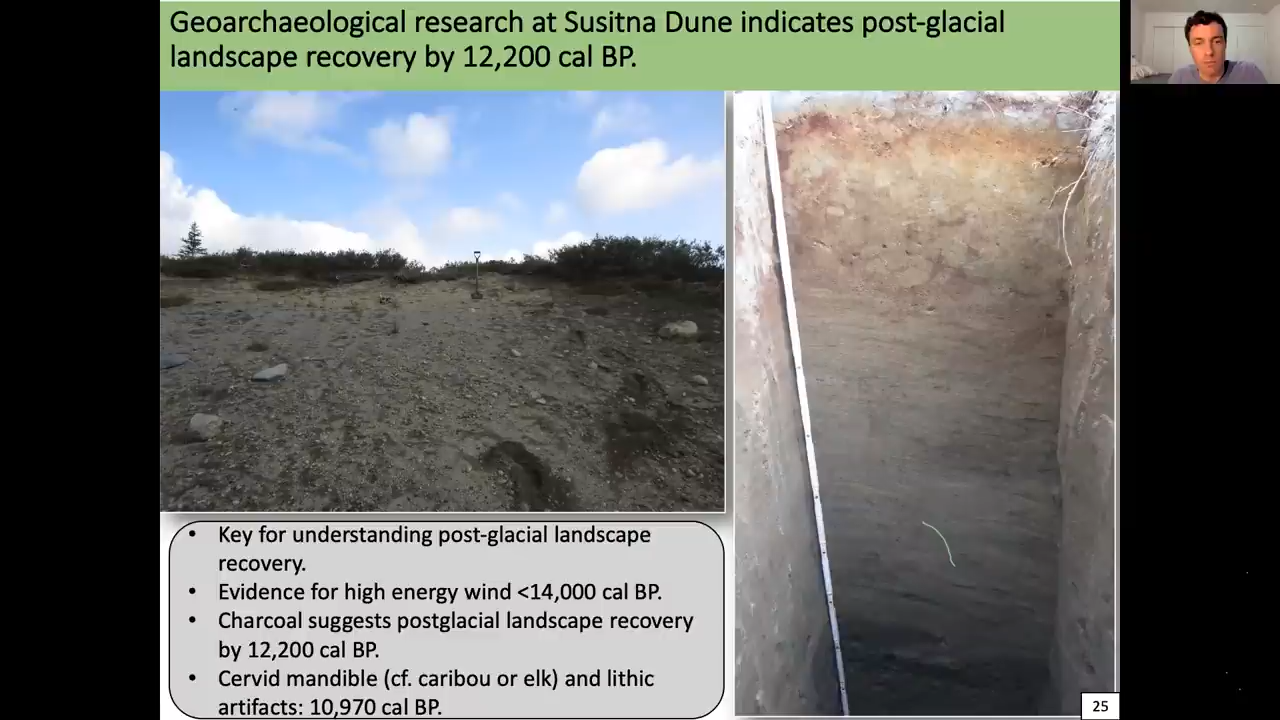 Geoarchaeological research at Susitna Dune indicates post-glacial
landscape recovery by 12,200 cal BP.
• Key for understanding post-glacial landscape
recovery.
• Evidence for high energy wind <14,000 cal BP.
• Charcoal suggests postglacial landscape recovery
by 12,200 cal BP.
• Cervid mandible (cf. caribou or elk) and lithic
artifacts: 10,970 cal BP.
25